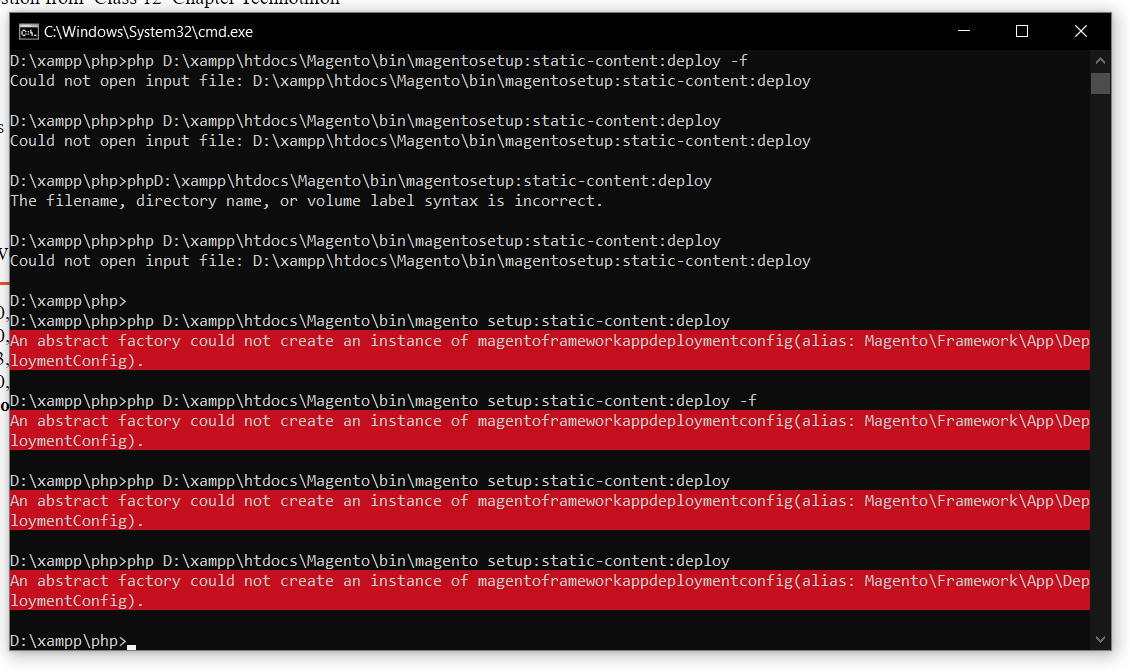 stion from Class 12 Chapter
C:\Windows\System32\cmd.exe
D:\xampp\php>php D:\xampp\htdocs\Magento\bin\magentosetup:static-content:deploy -f
Could not open input file: D:\xampp\htdocs\Magento\bin\magentosetup:static-content:deploy
D:\xampp\php>php D:\xampp\htdocs\Magento\bin\magentosetup:static-content:deploy
Could not open input file: D:\xampp\htdocs\Magento\bin\magentosetup:static-content:deploy
D:\xampp\php>phpD:\xampp\htdocs\Magento\bin\magentosetup:static-content:deploy
The filename, directory name, or volume label syntax is incorrect.
D:\xampp\php>php D:\xampp\htdocs\Magento\bin\magentosetup:static-content:deploy
Could not open input file: D:\xampp\htdocs\Magento\bin\magentosetup:static-content:deploy
D:\xampp\php>
D:\xampp\php>php D:\xampp\htdocs\Magento\bin\magento setup:static-content:deploy
An abstract factory could not create an instance of magentoframeworkappdeploymentconfig(alias: Magento\Framework\App\Dep
loymentConfig).
D:\xampp\php>php D:\xampp\htdocs\Magento\bin\magento setup:static-content:deploy -f
An abstract factory could not create an instance of magentoframeworkappdeploymentconfig(alias: Magento\Framework\App\Dep
loymentConfig).
D:\xampp\php>php D:\xampp\htdocs\Magento\bin\magento setup:static-content:deploy
An abstract factory could not create an instance of magentoframeworkappdeploymentconfig(alias: Magento\Framework\App\Dep
loymentConfig).
D:\xampp\php>php D:\xampp\htdocs\Magento\bin\magento setup:static-content:deploy
An abstract factory could not create an instance of magentoframeworkappdeploymentconfig(alias: Magento\Framework\App\Dep
loymentConfig).
D:\xampp\php>